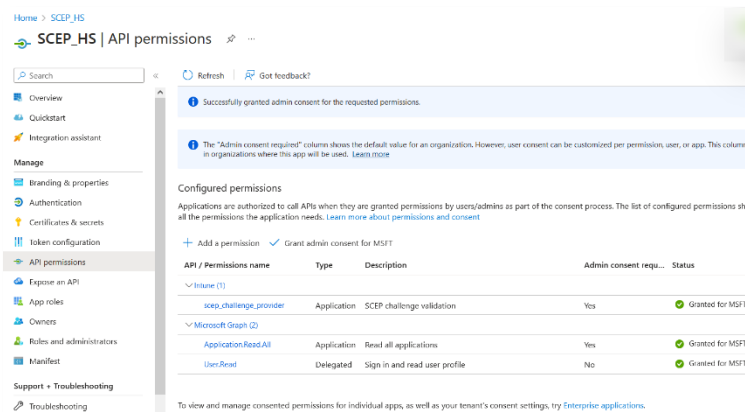 Home > SCEP_HS
SCEP_HS | API permissions
Search
Refresh
Got feedback?
Overview
Quickstart
Integration assistant
Manage
Branding & properties
Authentication
Certificates & secrets
Token configuration
API permissions
Expose an API
App roles
Owners
Roles and administrators
Manifest
Support + Troubleshooting
Troubleshooting
Successfully granted admin consent for the requested permissions.
The "Admin consent required" column shows the default value for an organization. However, user consent can be customized per permission, user, or app. This column
in organizations where this app will be used. Learn more
Configured permissions
Applications are authorized to call APIs when they are granted permissions by users/admins as part of the consent process. The list of configured permissions sh
all the permissions the application needs. Learn more about permissions and consent
Add a permission Grant admin consent for MSFT
API / Permissions name Type Description Admin consent requ... Status
Intune (1)
scep_challenge_provider Application SCEP challenge validation Yes Granted for MSFT
Microsoft Graph (2)
Application.Read.All Application Read all applications Yes Granted for MSFT
User.Read Delegated Sign in and read user profile No Granted for MSFT
To view and manage consented permissions for individual apps, as well as your tenant's consent settings, try Enterprise applications.